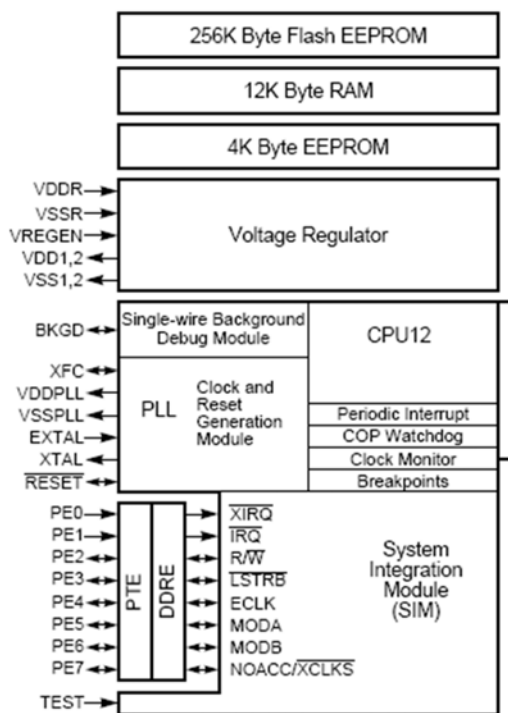 256K Byte Flash EEPROM
12K Byte RAM
4K Byte EEPROM
VDDR
VSSR
VREGEN
VDD1,2
VSS1,2
Voltage Regulator
BKGD
Single-wire Background
Debug Module
CPU12
XFC
VDDPLL
VSSPLL
EXTAL
XTAL
RESET
PLL
Clock and
Reset
Generation
Module
Periodic Interrupt
COP Watchdog
Clock Monitor
Breakpoints
PE0
PE1
PE2
PE3
PE4
PE5
PE6
PE7
PTE
DDRE
XIRQ
IRQ
R/W
LSTRB
ECLK
MODA
MODB
NOACC/XCLKS
System
Integration
Module
(SIM)
TEST